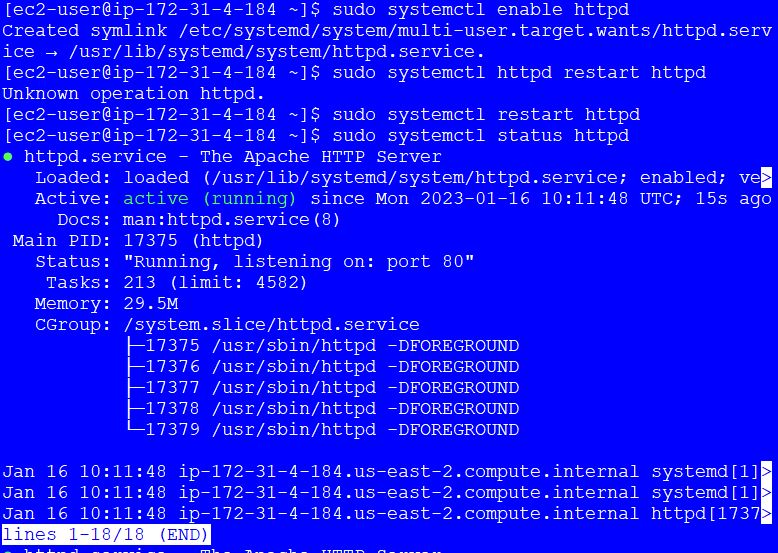 [ec2-user@ip-172-31-4-184 ~]$ sudo systemctl enable httpd
Created symlink /etc/systemd/system/multi-user.target.wants/httpd.serv
ice → /usr/lib/systemd/system/httpd.service.
[ec2-user@ip-172-31-4-184 ~]$ sudo systemctl httpd restart httpd
Unknown operation httpd.
[ec2-user@ip-172-31-4-184 ~]$ sudo systemctl restart httpd
[ec2-user@ip-172-31-4-184 ~]$ sudo systemctl status httpd
● httpd.service - The Apache HTTP Server
   Loaded: loaded (/usr/lib/systemd/system/httpd.service; enabled; ve>
   Active: active (running) since Mon 2023-01-16 10:11:48 UTC; 15s ago
     Docs: man:httpd.service(8)
 Main PID: 17375 (httpd)
   Status: "Running, listening on: port 80"
    Tasks: 213 (limit: 4582)
   Memory: 29.5M
   CGroup: /system.slice/httpd.service
           ├─17375 /usr/sbin/httpd -DFOREGROUND
           ├─17376 /usr/sbin/httpd -DFOREGROUND
           ├─17377 /usr/sbin/httpd -DFOREGROUND
           ├─17378 /usr/sbin/httpd -DFOREGROUND
           └─17379 /usr/sbin/httpd -DFOREGROUND
Jan 16 10:11:48 ip-172-31-4-184.us-east-2.compute.internal systemd[1]>
Jan 16 10:11:48 ip-172-31-4-184.us-east-2.compute.internal systemd[1]>
Jan 16 10:11:48 ip-172-31-4-184.us-east-2.compute.internal httpd[1737>
lines 1-18/18 (END)
● httpd.service - The Apache HTTP Server